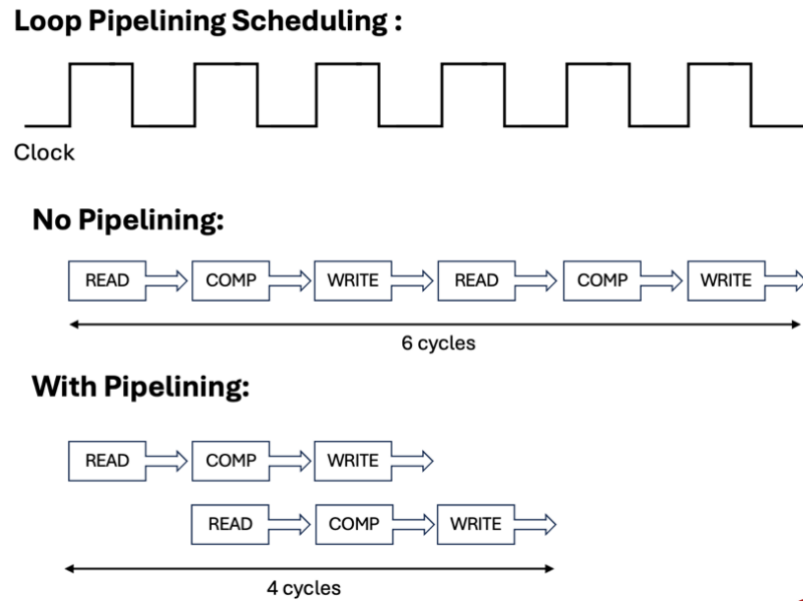 Loop Pipelining Scheduling :
Clock
No Pipelining:
READ COMP WRITE READ COMP WRITE
6 cycles
With Pipelining:
READ COMP WRITE
READ COMP WRITE
4 cycles